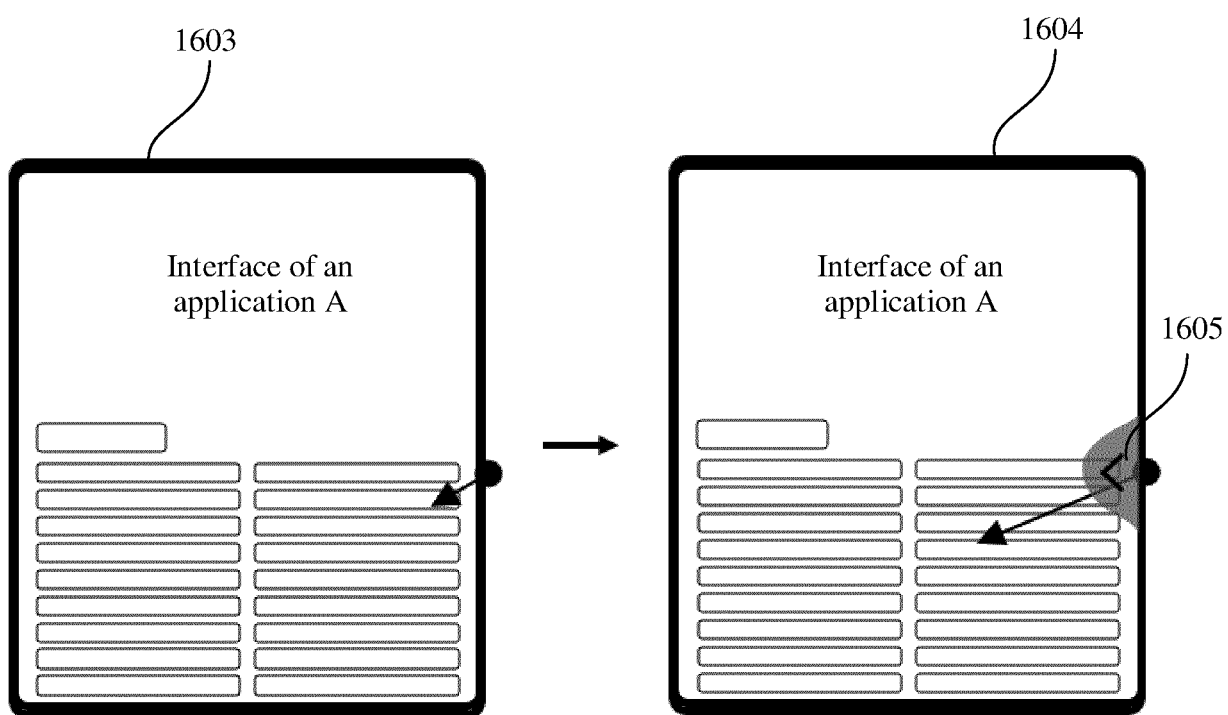 1603
1604
Interface of an
application A
Interface of an
application A
1605